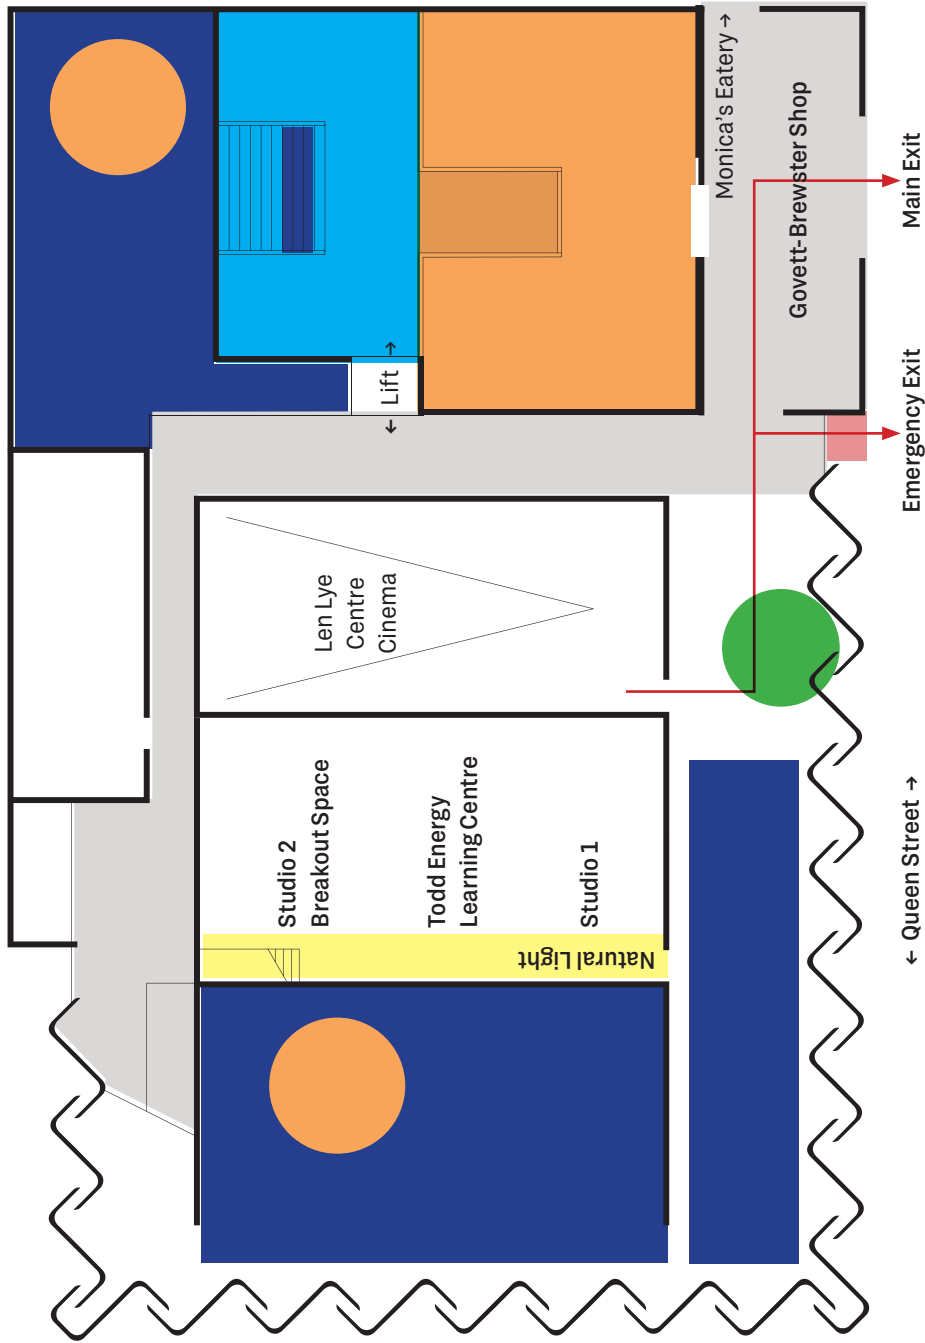 Monica's Eatery →
Govett-Brewster Shop
Main Exit
← Lift →
Emergency Exit
Len Lye
Centre
Cinema
Studio 2
Breakout Space
Todd Energy
Learning Centre
Studio 1
Natural Light
← Queen Street →